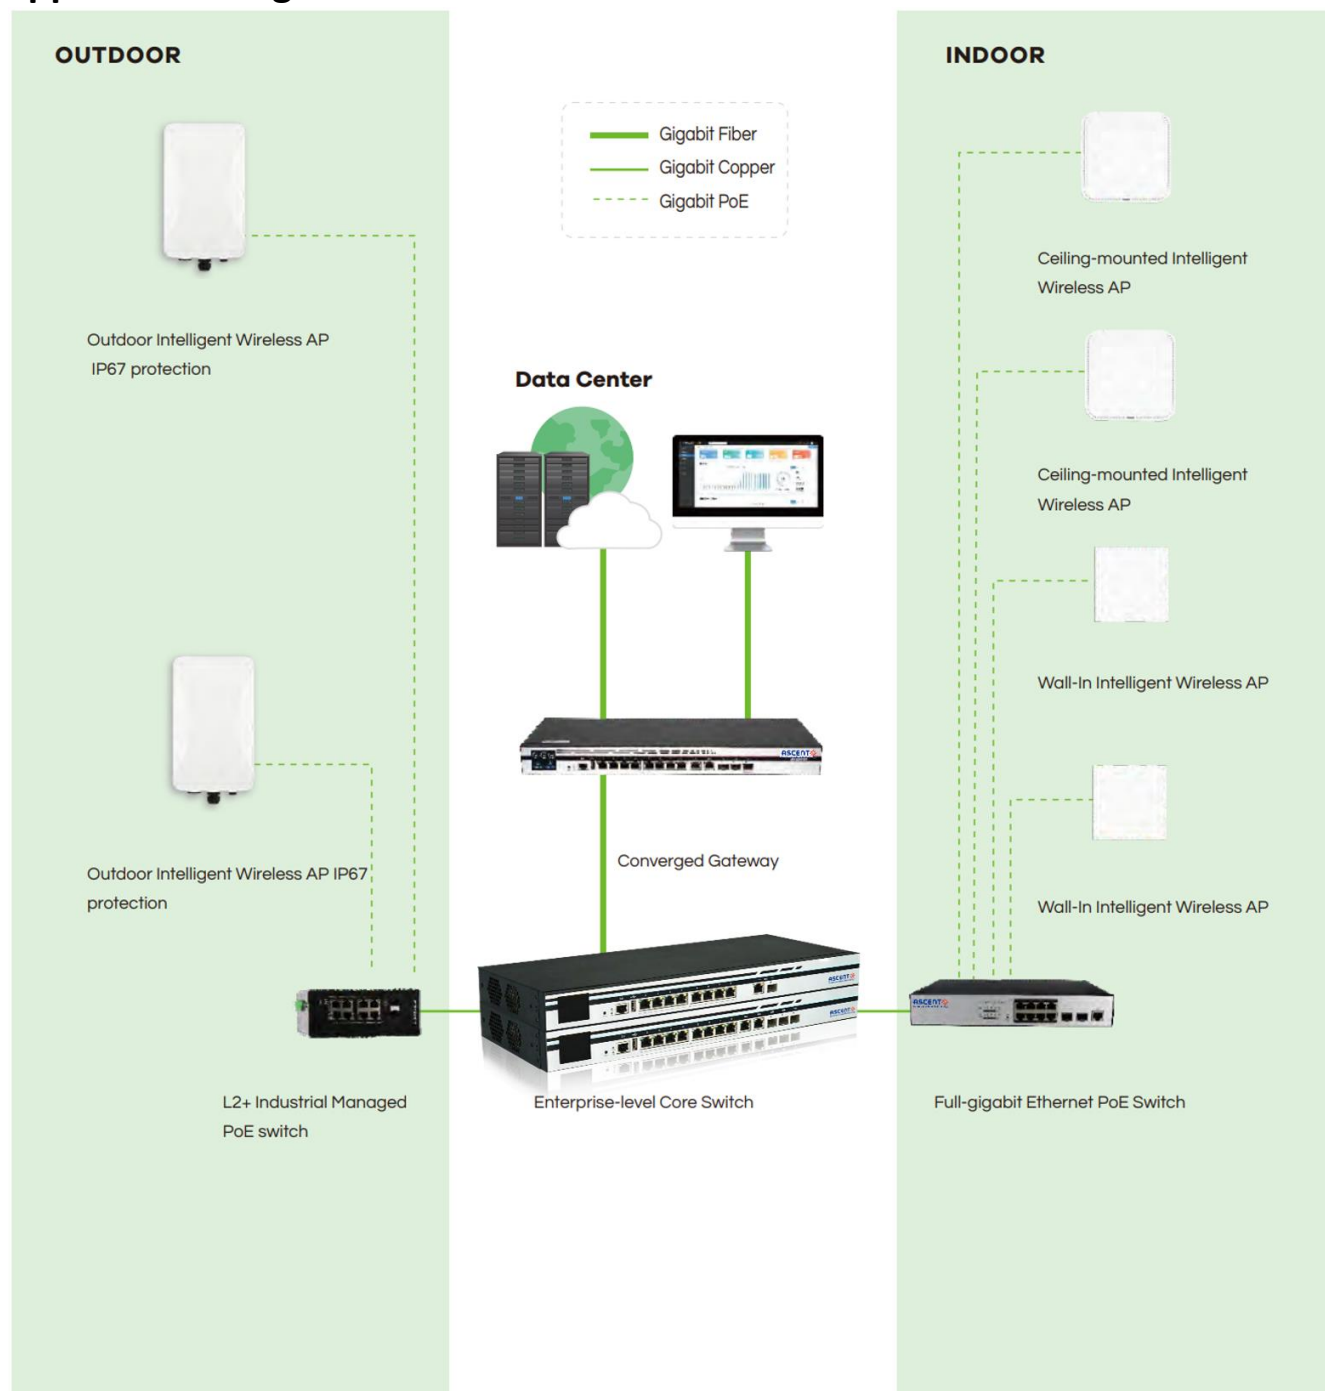 OUTDOOR
INDOOR
Gigabit Fiber
Gigabit Copper
Gigabit PoE
Ceiling-mounted Intelligent
Wireless AP
Outdoor Intelligent Wireless AP
IP67 protection
Data Center
Ceiling-mounted Intelligent
Wireless AP
Wall-In Intelligent Wireless AP
ASCENT
Converged Gateway
Outdoor Intelligent Wireless AP IP67
protection
Wall-In Intelligent Wireless AP
ASCENT
ASCENT
ASCENT
L2+ Industrial Managed
PoE switch
Enterprise-level Core Switch
Full-gigabit Ethernet PoE Switch